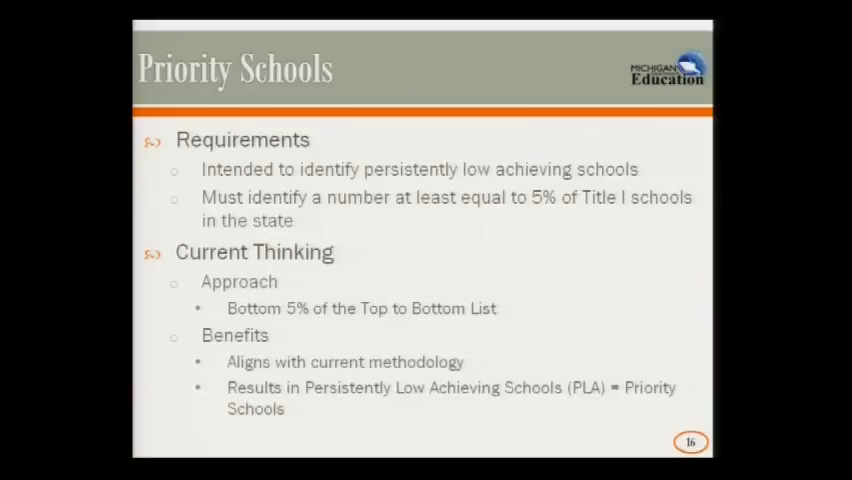 Priority Schools
MICHIGAN
Education
Requirements
Intended to identify persistently low achieving schools
Must identify a number at least equal to 5% of Title I schools
in the state
Current Thinking
Approach
Bottom 5% of the Top to Bottom List
Benefits
Aligns with current methodology
Results in Persistently Low Achieving Schools (PLA) = Priority
Schools
16